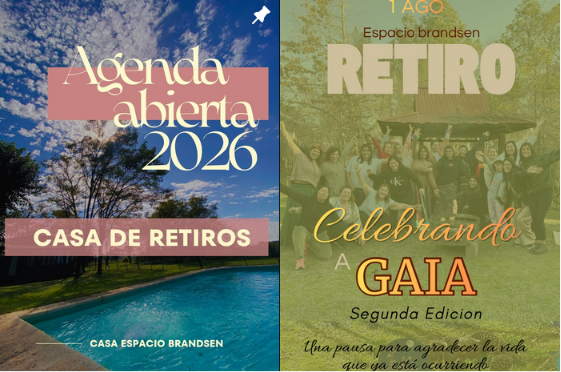 Agenda
abierta
2026
CASA DE RETIROS
CASA ESPACIO BRANDSEN
1 AGO
Espacio brandsen
RETIRO
Celebrando
A GAIA
Segunda Edicion
Una pausa para agradecer la vida
que ya está ocurriendo